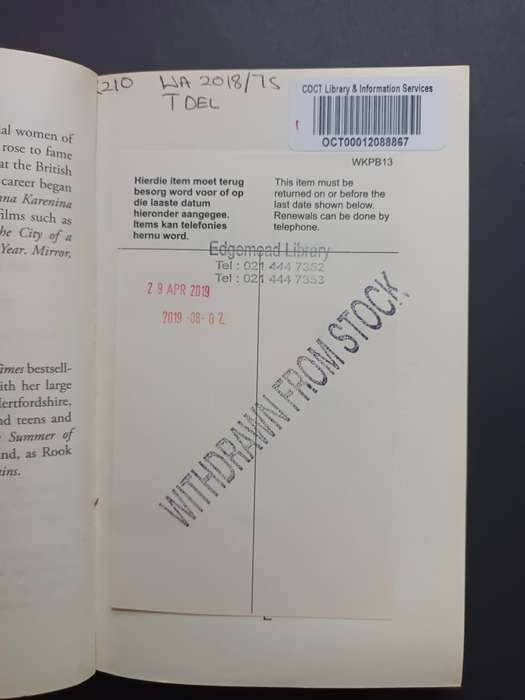 al women of
rose to fame
at the British
career began
na Karenina
films such as
he City of a
Year. Mirror,
imes bestsell-
ith her large
Hertfordshire,
nd teens and
Summer of
nd, as Rook
ins.
210 WA 2018/75
T DEL
COCT Library & Information Services
OCT00012088867
WKPB13
Hierdie item moet terug
besorg word voor of op
die laaste datum
hieronder aangegee.
Items kan telefonies
hernu word.
This item must be
returned on or before the
last date shown below.
Renewals can be done by
telephone.
Edgemead Library
Tel : 021 444 7352
Tel : 021 444 7353
29 APR 2019
2019 -08- 02
WITHDRAWN FROM STOCK